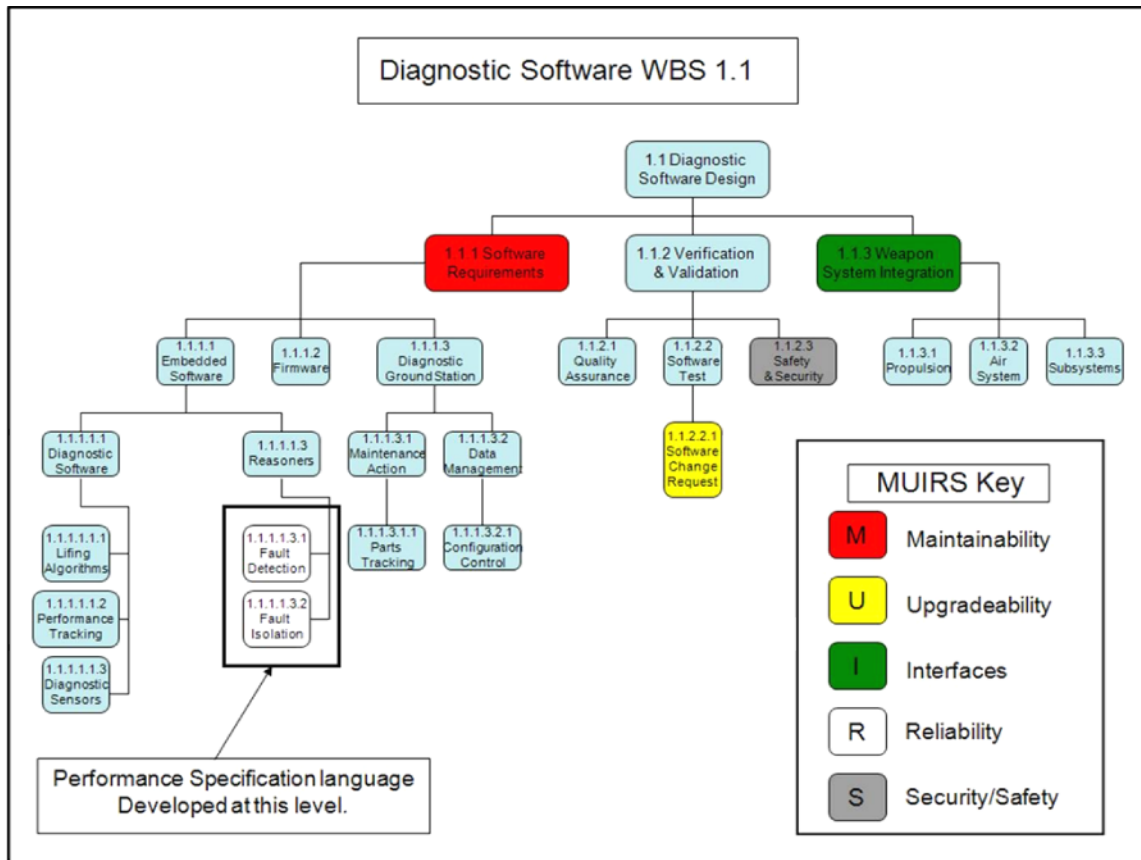 Diagnostic Software WBS 1.1
1.1 Diagnostic
Software Design
1.1.1 Software
Requirements
1.1.2 Verification
& Validation
1.1.3 Weapon
System Integration
1.1.1.1
Embedded
Software
1.1.1.2
Firmware
1.1.1.3
Diagnostic
Ground Station
1.1.2.1
Quality
Assurance
1.1.2.2
Software
Test
1.1.2.3
Safety
& Security
1.1.3.1
Propulsion
1.1.3.2
Air
System
1.1.3.3
Subsystems
1.1.1.1.1
Diagnostic
Software
1.1.1.1.3
Reasoners
1.1.1.3.1
Maintenance
Action
1.1.1.3.2
Data
Management
1.1.2.2.1
Software
Change
Request
1.1.1.1.1.1
Lifing
Algorithms
1.1.1.1.3.1
Fault
Detection
1.1.1.3.1.1
Parts
Tracking
1.1.1.3.2.1
Configuration
Control
1.1.1.1.1.2
Performance
Tracking
1.1.1.1.3.2
Fault
Isolation
1.1.1.1.1.3
Diagnostic
Sensors
Performance Specification language
Developed at this level.
MUIRS Key
M Maintainability
U Upgradeability
I Interfaces
R Reliability
S Security/Safety